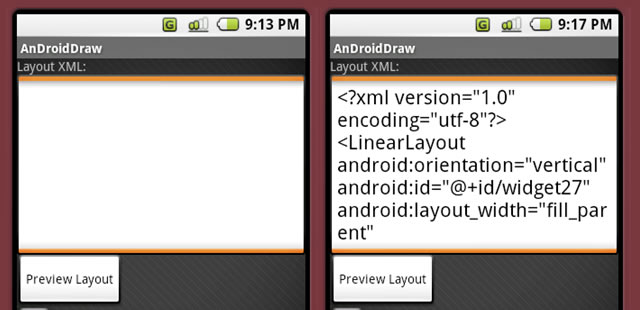 G 9:13 PM
AnDroidDraw
Layout XML:
Preview Layout
G 9:17 PM
AnDroidDraw
Layout XML:
<?xml version="1.0"
encoding="utf-8"?>
<LinearLayout
android:orientation="vertical"
android:id="@+id/widget27"
android:layout_width="fill_par
ent"
Preview Layout